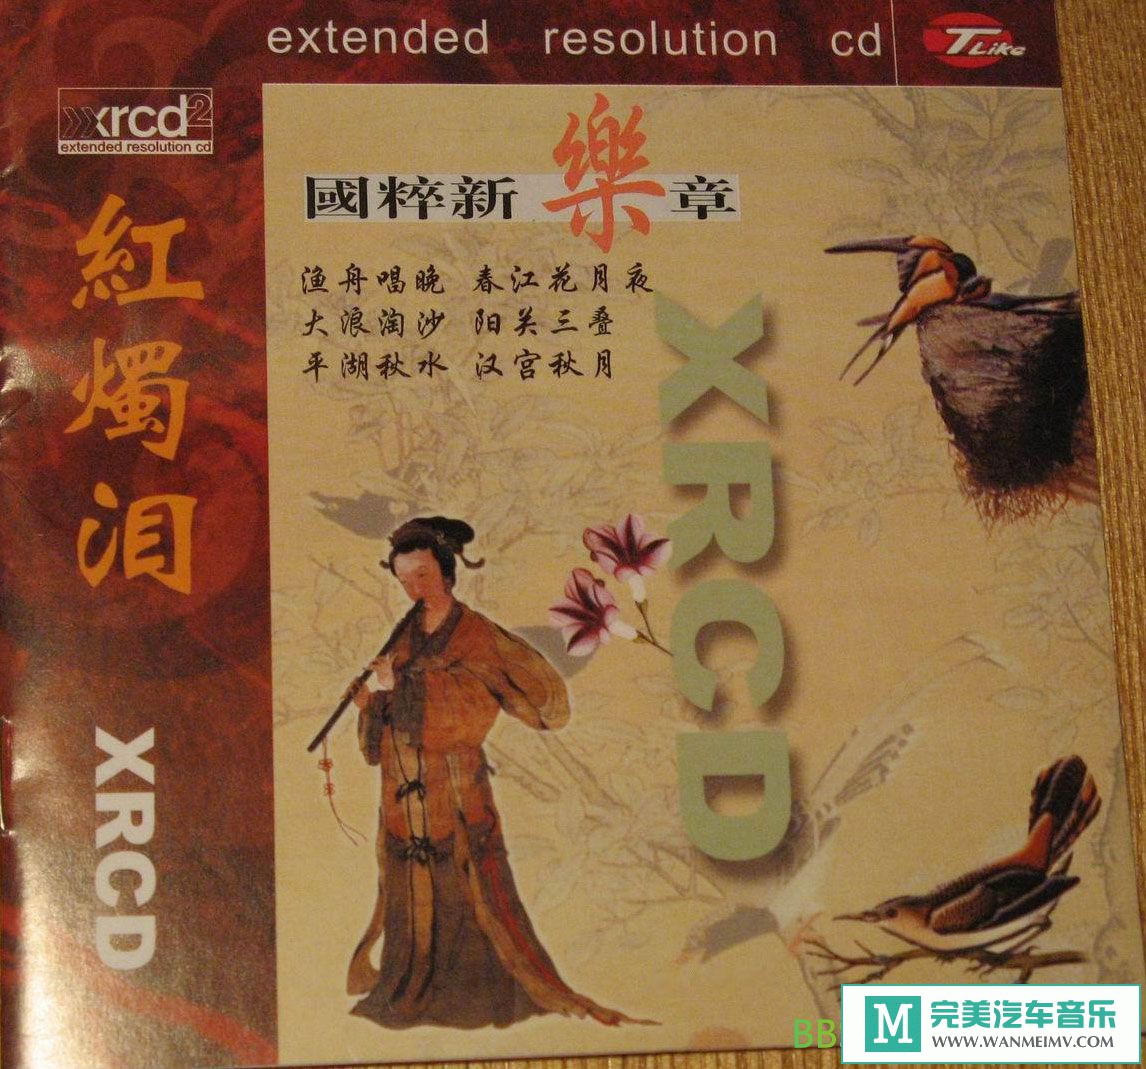 extended resolution cd
TLike
xrcd2
extended resolution cd
紅燭泪
XRCD
國粹新樂章
渔舟唱晚 春江花月夜
大浪淘沙 阳关三叠
平湖秋水 汉宫秋月
XRCD
BB
M 完美汽车音乐
WWW.WANMEIMV.COM